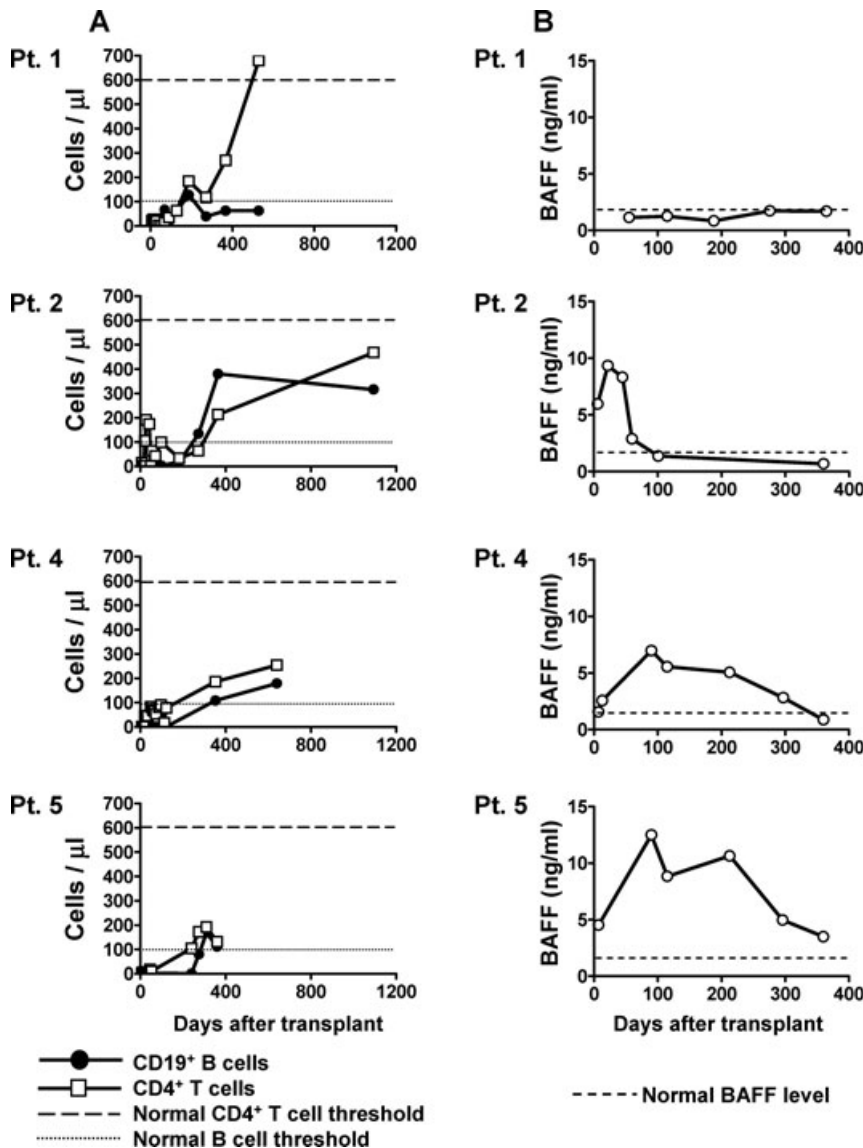 A
B
Pt. 1
Cells / µl
700
600
500
400
300
200
100
0
0 400 800 1200
Pt. 1
BAFF (ng/ml)
15
10
5
0
0 100 200 300 400
Pt. 2
Cells / µl
700
600
500
400
300
200
100
0
0 400 800 1200
Pt. 2
BAFF (ng/ml)
15
10
5
0
0 100 200 300 400
Pt. 4
Cells / µl
700
600
500
400
300
200
100
0
0 400 800 1200
Pt. 4
BAFF (ng/ml)
15
10
5
0
0 100 200 300 400
Pt. 5
Cells / µl
700
600
500
400
300
200
100
0
0 400 800 1200
Days after transplant
Pt. 5
BAFF (ng/ml)
15
10
5
0
0 100 200 300 400
Days after transplant
CD19⁺ B cells
CD4⁺ T cells
Normal CD4⁺ T cell threshold
Normal B cell threshold
Normal BAFF level